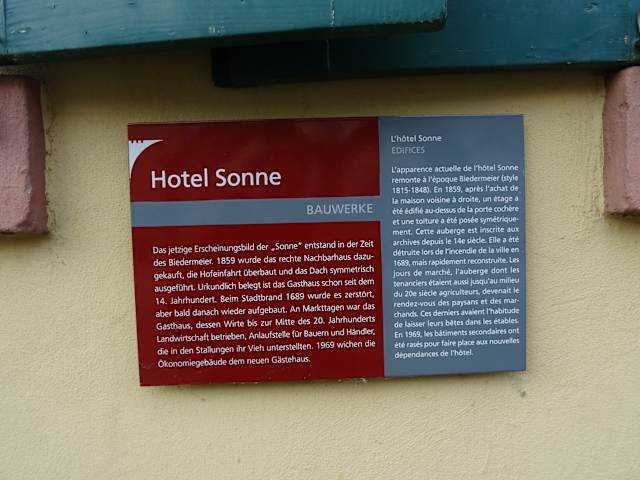 Hotel Sonne
BAUWERKE
Das jetzige Erscheinungsbild der „Sonne" entstand in der Zeit
des Biedermeier. 1859 wurde das rechte Nachbarhaus dazu-
gekauft, die Hofeinfahrt überbaut und das Dach symmetrisch
ausgeführt. Urkundlich belegt ist das Gasthaus schon seit dem
14. Jahrhundert. Beim Stadtbrand 1689 wurde es zerstört,
aber bald danach wieder aufgebaut. An Markttagen war das
Gasthaus, dessen Wirte bis zur Mitte des 20. Jahrhunderts
Landwirtschaft betrieben, Anlaufstelle für Bauern und Händler,
die in den Stallungen ihr Vieh unterstellten. 1969 wichen die
Ökonomiegebäude dem neuen Gästehaus.
L'hôtel Sonne
EDIFICES
L'apparence actuelle de l'hôtel Sonne
remonte à l'époque Biedermeier (style
1815-1848). En 1859, après l'achat de
la maison voisine à droite, un étage a
été édifié au-dessus de la porte cochère
et une toiture a été posée symétrique-
ment. Cette auberge est inscrite aux
archives depuis le 14e siècle. Elle a été
détruite lors de l'incendie de la ville en
1689, mais rapidement reconstruite. Les
jours de marché, l'auberge dont les
tenanciers étaient aussi jusqu'au milieu
du 20e siècle agriculteurs, devenait le
rendez-vous des paysans et des mar-
chands. Ces derniers avaient l'habitude
de laisser leurs bêtes dans les étables.
En 1969, les bâtiments secondaires ont
été rasés pour faire place aux nouvelles
dépendances de l'hôtel.